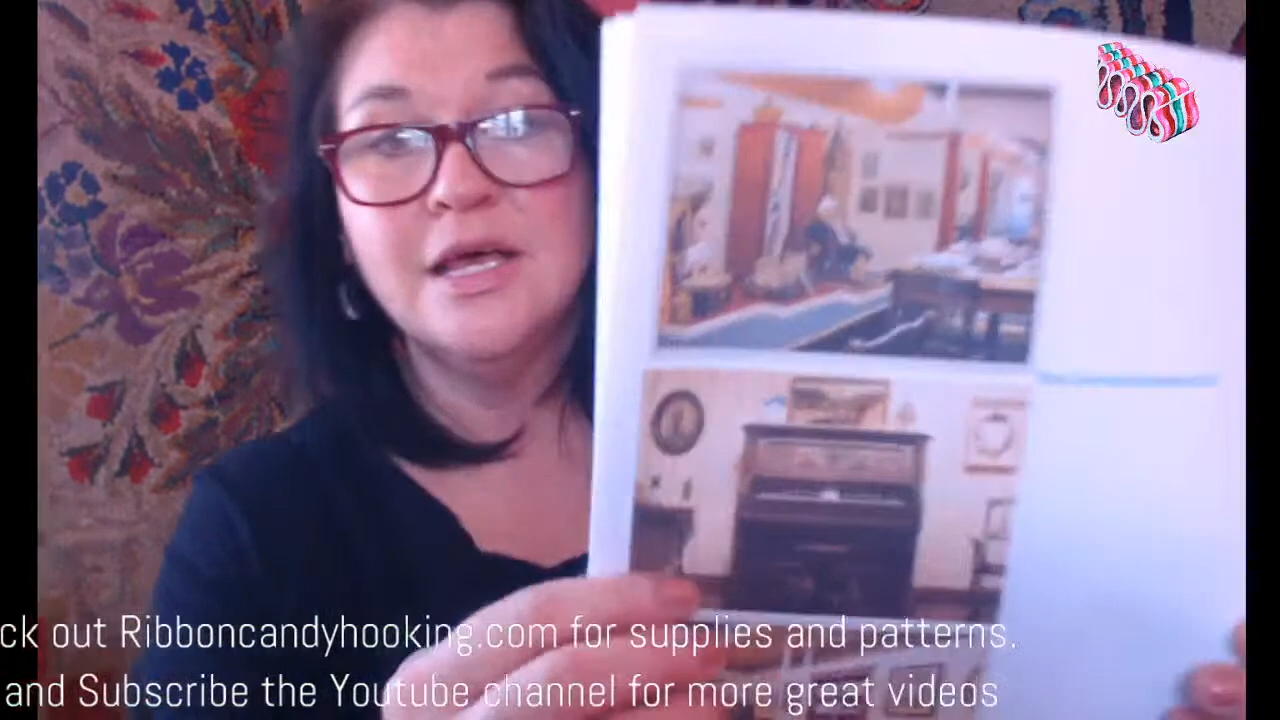 ck out Ribboncandyhooking.com for supplies and patterns.
and Subscribe the Youtube channel for more great videos